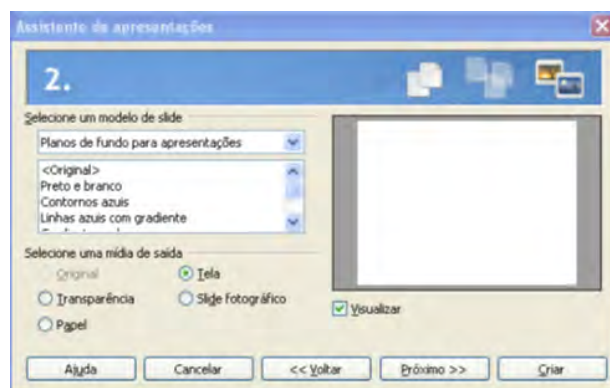 Assistente de apresentações
2.
Selecione um modelo de slide
Planos de fundo para apresentações
<Original>
Preto e branco
Contornos azuis
Linhas azuis com gradiente
Selecione uma mídia de saída
Original
Tela
Transparência
Slide fotográfico
Papel
Visualizar
Ajuda
Cancelar
<< Voltar
Próximo >>
Criar